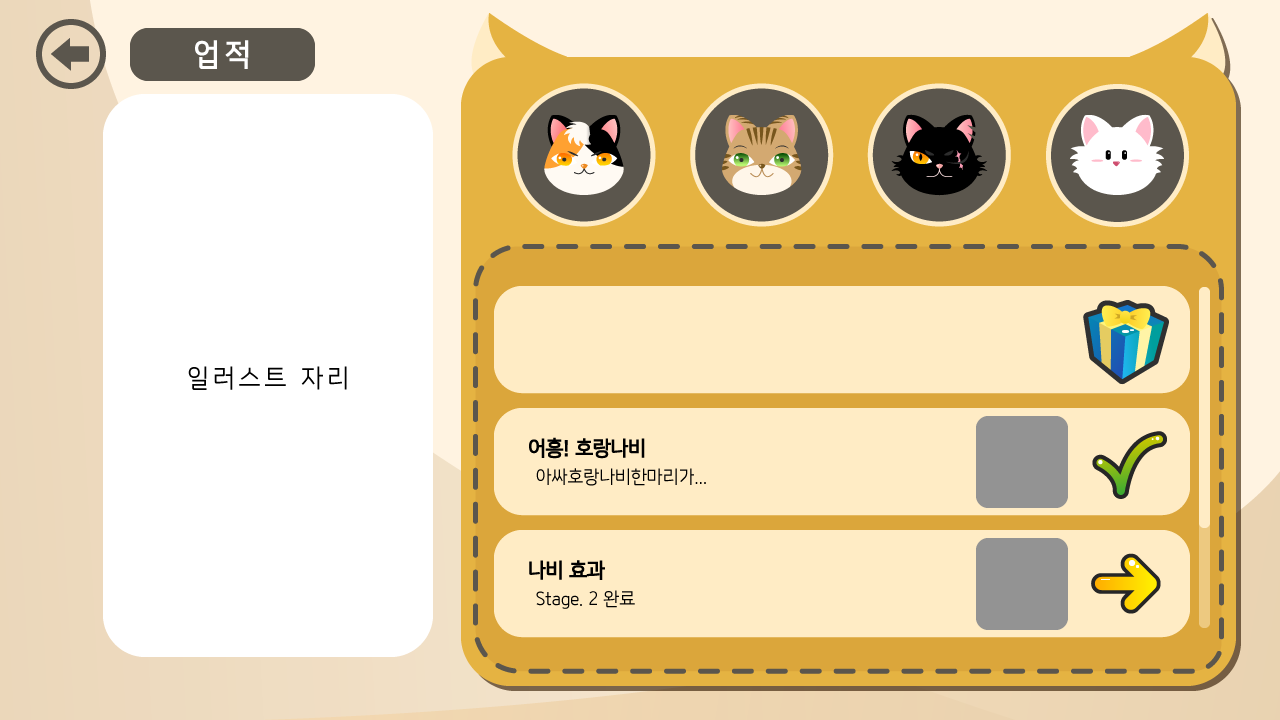 업적
일러스트 자리
어흥! 호랑나비
아싸호랑나비한마리가...
나비 효과
Stage. 2 완료